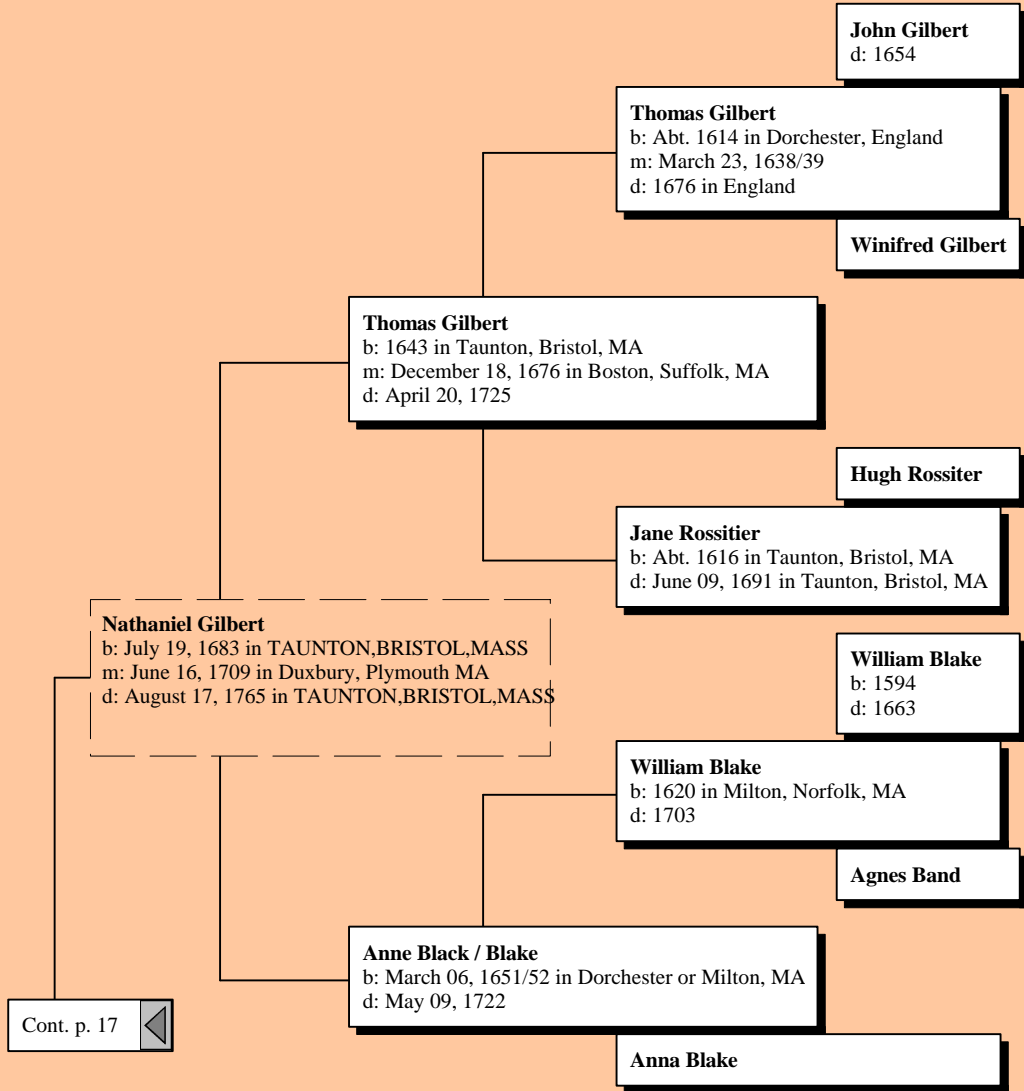 John Gilbert
d: 1654
Thomas Gilbert
b: Abt. 1614 in Dorchester, England
m: March 23, 1638/39
d: 1676 in England
Winifred Gilbert
Thomas Gilbert
b: 1643 in Taunton, Bristol, MA
m: December 18, 1676 in Boston, Suffolk, MA
d: April 20, 1725
Hugh Rossiter
Jane Rossitier
b: Abt. 1616 in Taunton, Bristol, MA
d: June 09, 1691 in Taunton, Bristol, MA
Nathaniel Gilbert
b: July 19, 1683 in TAUNTON,BRISTOL,MASS
m: June 16, 1709 in Duxbury, Plymouth MA
d: August 17, 1765 in TAUNTON,BRISTOL,MASS
William Blake
b: 1594
d: 1663
William Blake
b: 1620 in Milton, Norfolk, MA
d: 1703
Agnes Band
Anne Black / Blake
b: March 06, 1651/52 in Dorchester or Milton, MA
d: May 09, 1722
Cont. p. 17
Anna Blake